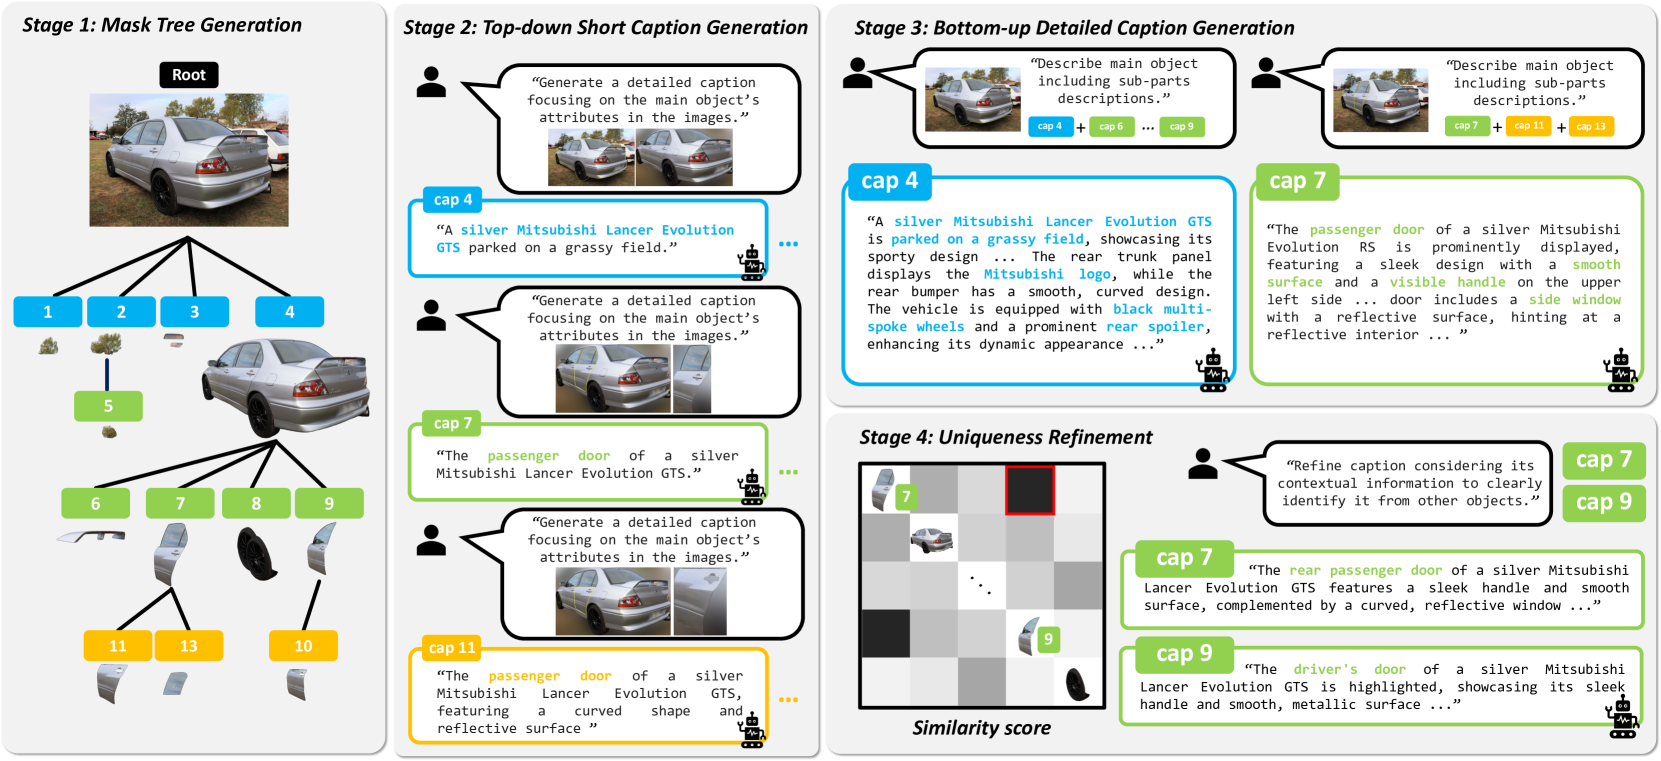 Stage 1: Mask Tree Generation
Root
1
2
3
4
5
6
7
8
9
11
13
10
Stage 2: Top-down Short Caption Generation
“Generate a detailed caption
focusing on the main object’s
attributes in the images.”
cap 4
“A silver Mitsubishi Lancer Evolution
GTS parked on a grassy field.”
...
“Generate a detailed caption
focusing on the main object’s
attributes in the images.”
cap 7
“The passenger door of a silver
Mitsubishi Lancer Evolution GTS.”
...
“Generate a detailed caption
focusing on the main object’s
attributes in the images.”
cap 11
“The passenger door of a silver
Mitsubishi Lancer Evolution GTS,
featuring a curved shape and
reflective surface ”
...
Stage 3: Bottom-up Detailed Caption Generation
“Describe main object
including sub-parts
descriptions.”
cap 4 + cap 6 ... cap 9
“Describe main object
including sub-parts
descriptions.”
cap 7 + cap 11 + cap 13
cap 4
“A silver Mitsubishi Lancer Evolution GTS
is parked on a grassy field, showcasing its
sporty design ... The rear trunk panel
displays the Mitsubishi logo, while the
rear bumper has a smooth, curved design.
The vehicle is equipped with black multi-
spoke wheels and a prominent rear spoiler,
enhancing its dynamic appearance ...”
cap 7
“The passenger door of a silver Mitsubishi
Evolution RS is prominently displayed,
featuring a sleek design with a smooth
surface and a visible handle on the upper
left side ... door includes a side window
with a reflective surface, hinting at a
reflective interior ... ”
Stage 4: Uniqueness Refinement
7
9
Similarity score
“Refine caption considering its
contextual information to clearly
identify it from other objects.”
cap 7
cap 9
cap 7
“The rear passenger door of a silver Mitsubishi
Lancer Evolution GTS features a sleek handle and smooth
surface, complemented by a curved, reflective window ...”
cap 9
“The driver's door of a silver Mitsubishi
Lancer Evolution GTS is highlighted, showcasing its sleek
handle and smooth, metallic surface ...”